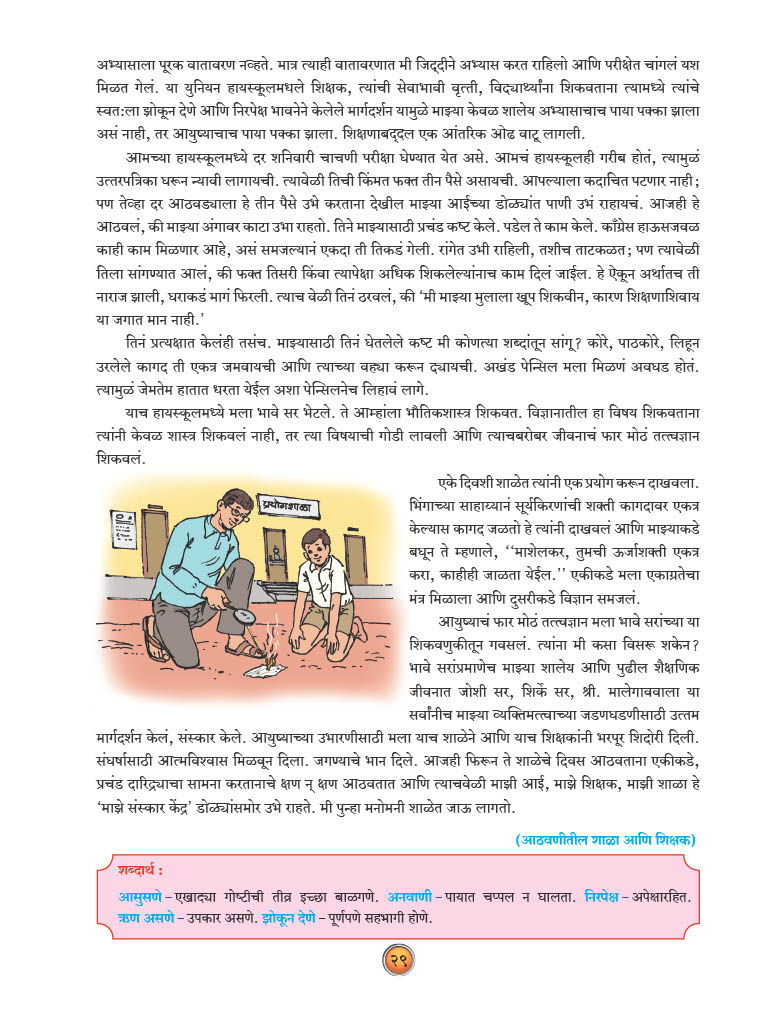 अभ्यासाला पूरक वातावरण नव्हते. मात्र त्याही वातावरणात मी जिद्दीने अभ्यास करत राहिलो आणि परीक्षेत चांगलं यश
मिळत गेलं. या युनियन हायस्कूलमधले शिक्षक, त्यांची सेवाभावी वृत्ती, विद्यार्थ्यांना शिकवताना त्यामध्ये त्यांचे
स्वत:ला झोकून देणे आणि निरपेक्ष भावनेने केलेले मार्गदर्शन यामुळे माझ्या केवळ शालेय अभ्यासाचाच पाया पक्का झाला
असं नाही, तर आयुष्याचाच पाया पक्का झाला. शिक्षणाबद्दल एक आंतरिक ओढ वाटू लागली.
आमच्या हायस्कूलमध्ये दर शनिवारी चाचणी परीक्षा घेण्यात येत असे. आमचं हायस्कूलही गरीब होतं, त्यामुळं
उत्तरपत्रिका घरून न्यावी लागायची. त्यावेळी तिची किंमत फक्त तीन पैसे असायची. आपल्याला कदाचित पटणार नाही;
पण तेव्हा दर आठवड्याला हे तीन पैसे उभे करताना देखील माझ्या आईच्या डोळ्यांत पाणी उभं राहायचं. आजही हे
आठवलं, की माझ्या अंगावर काटा उभा राहतो. तिने माझ्यासाठी प्रचंड कष्ट केले. पडेल ते काम केले. काँग्रेस हाऊसजवळ
काही काम मिळणार आहे, असं समजल्यानं एकदा ती तिकडं गेली. रांगेत उभी राहिली, तशीच ताटकळत; पण त्यावेळी
तिला सांगण्यात आलं, की फक्त तिसरी किंवा त्यापेक्षा अधिक शिकलेल्यांनाच काम दिलं जाईल. हे ऐकून अर्थातच ती
नाराज झाली, घराकडं मागं फिरली. त्याच वेळी तिनं ठरवलं, की ‘मी माझ्या मुलाला खूप शिकवीन, कारण शिक्षणाशिवाय
या जगात मान नाही.’
तिनं प्रत्यक्षात केलंही तसंच. माझ्यासाठी तिनं घेतलेले कष्ट मी कोणत्या शब्दांतून सांगू? कोरे, पाठकोरे, लिहून
उरलेले कागद ती एकत्र जमवायची आणि त्याच्या वह्या करून द्यायची. अखंड पेन्सिल मला मिळणं अवघड होतं.
त्यामुळं जेमतेम हातात धरता येईल अशा पेन्सिलनेच लिहावं लागे.
याच हायस्कूलमध्ये मला भावे सर भेटले. ते आम्हांला भौतिकशास्त्र शिकवत. विज्ञानातील हा विषय शिकवताना
त्यांनी केवळ शास्त्र शिकवलं नाही, तर त्या विषयाची गोडी लावली आणि त्याचबरोबर जीवनाचं फार मोठं तत्त्वज्ञान
शिकवलं.
प्रयोगशाळा
एके दिवशी शाळेत त्यांनी एक प्रयोग करून दाखवला.
भिंगाच्या साहाय्यानं सूर्यकिरणांची शक्ती कागदावर एकत्र
केल्यास कागद जळतो हे त्यांनी दाखवलं आणि माझ्याकडे
बघून ते म्हणाले, ‘‘माशेलकर, तुमची ऊर्जाशक्ती एकत्र
करा, काहीही जाळता येईल.’’ एकीकडे मला एकाग्रतेचा
मंत्र मिळाला आणि दुसरीकडे विज्ञान समजलं.
आयुष्याचं फार मोठं तत्त्वज्ञान मला भावे सरांच्या या
शिकवणुकीतून गवसलं. त्यांना मी कसा विसरू शकेन?
भावे सरांप्रमाणेच माझ्या शालेय आणि पुढील शैक्षणिक
जीवनात जोशी सर, शिर्के सर, श्री. मालेगाववाला या
सर्वांनीच माझ्या व्यक्तिमत्त्वाच्या जडणघडणीसाठी उत्तम
मार्गदर्शन केलं, संस्कार केले. आयुष्याच्या उभारणीसाठी मला याच शाळेने आणि याच शिक्षकांनी भरपूर शिदोरी दिली.
संघर्षासाठी आत्मविश्वास मिळवून दिला. जगण्याचे भान दिले. आजही फिरून ते शाळेचे दिवस आठवताना एकीकडे,
प्रचंड दारिद्र्याचा सामना करतानाचे क्षण न् क्षण आठवतात आणि त्याचवेळी माझी आई, माझे शिक्षक, माझी शाळा हे
‘माझे संस्कार केंद्र’ डोळ्यांसमोर उभे राहते. मी पुन्हा मनोमनी शाळेत जाऊ लागतो.
(आठवणीतील शाळा आणि शिक्षक)
शब्दार्थ :
आसुसणे – एखाद्या गोष्टीची तीव्र इच्छा बाळगणे. अनवाणी – पायात चप्पल न घालता. निरपेक्ष – अपेक्षारहित.
ऋण असणे – उपकार असणे. झोकून देणे – पूर्णपणे सहभागी होणे.
२९